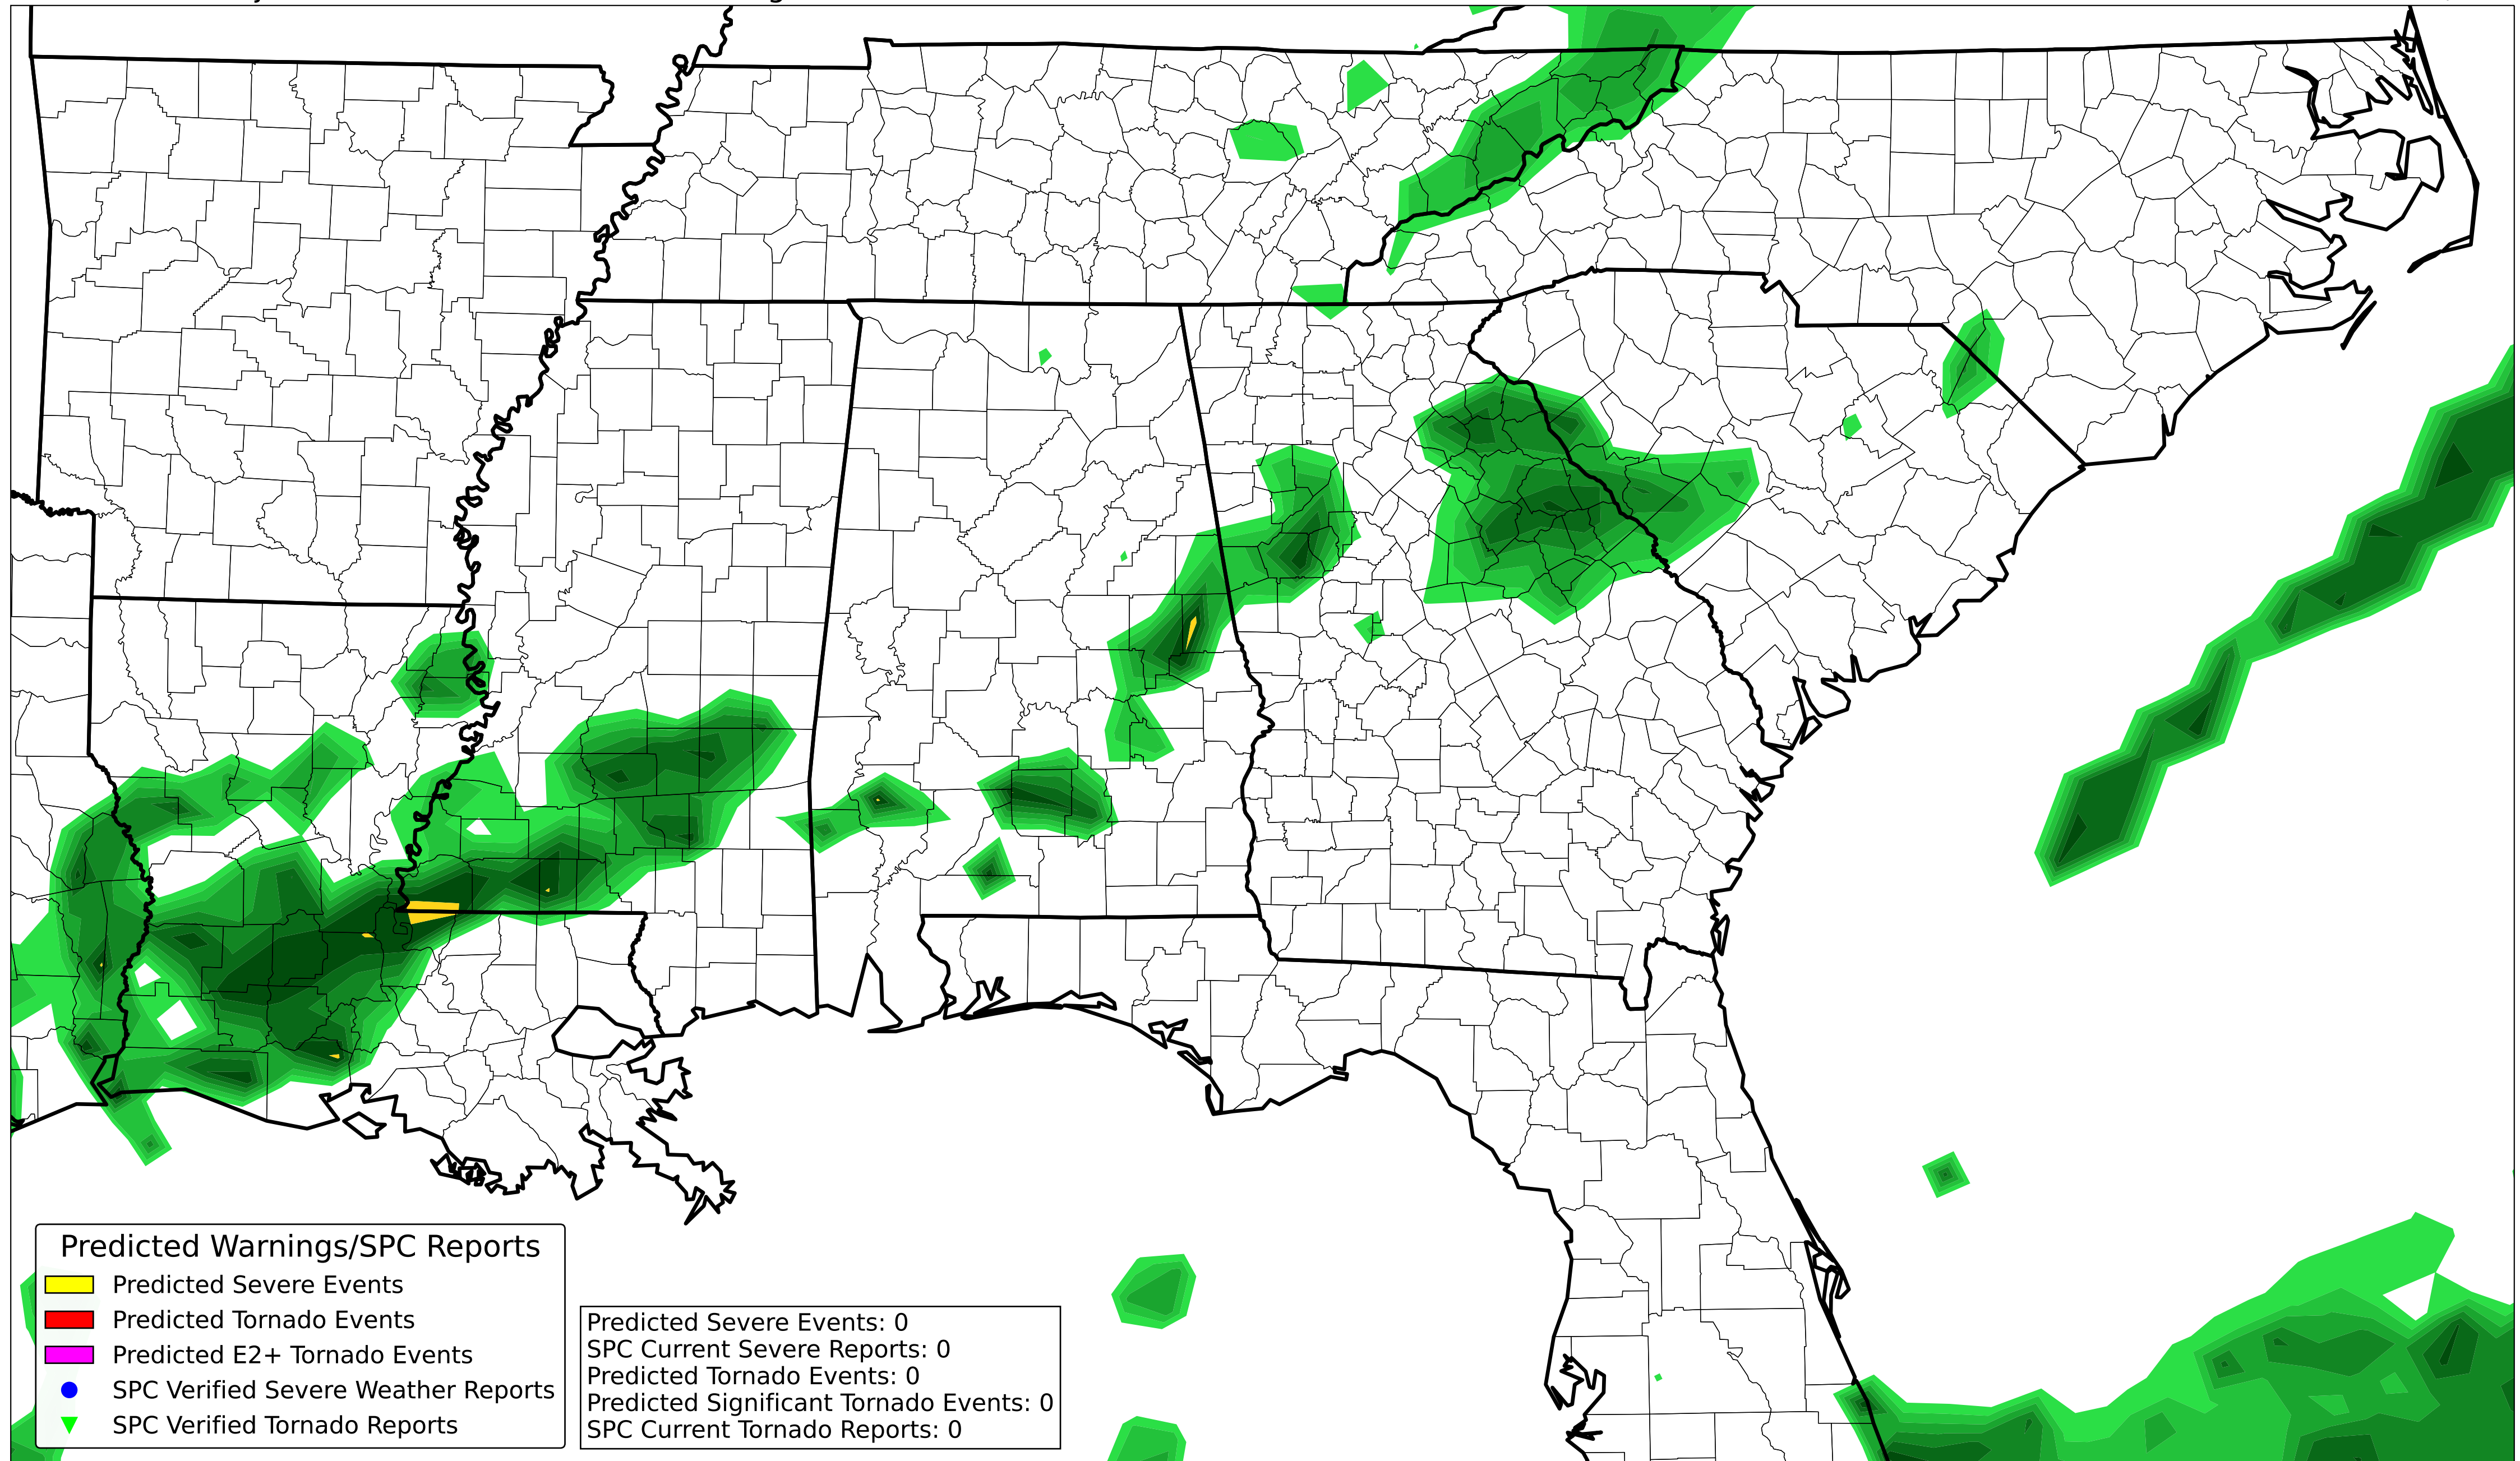 Predicted Warnings/SPC Reports
Predicted Severe Events
Predicted Tornado Events
Predicted E2+ Tornado Events
SPC Verified Severe Weather Reports
SPC Verified Tornado Reports
Predicted Severe Events: 0
SPC Current Severe Reports: 0
Predicted Tornado Events: 0
Predicted Significant Tornado Events: 0
SPC Current Tornado Reports: 0